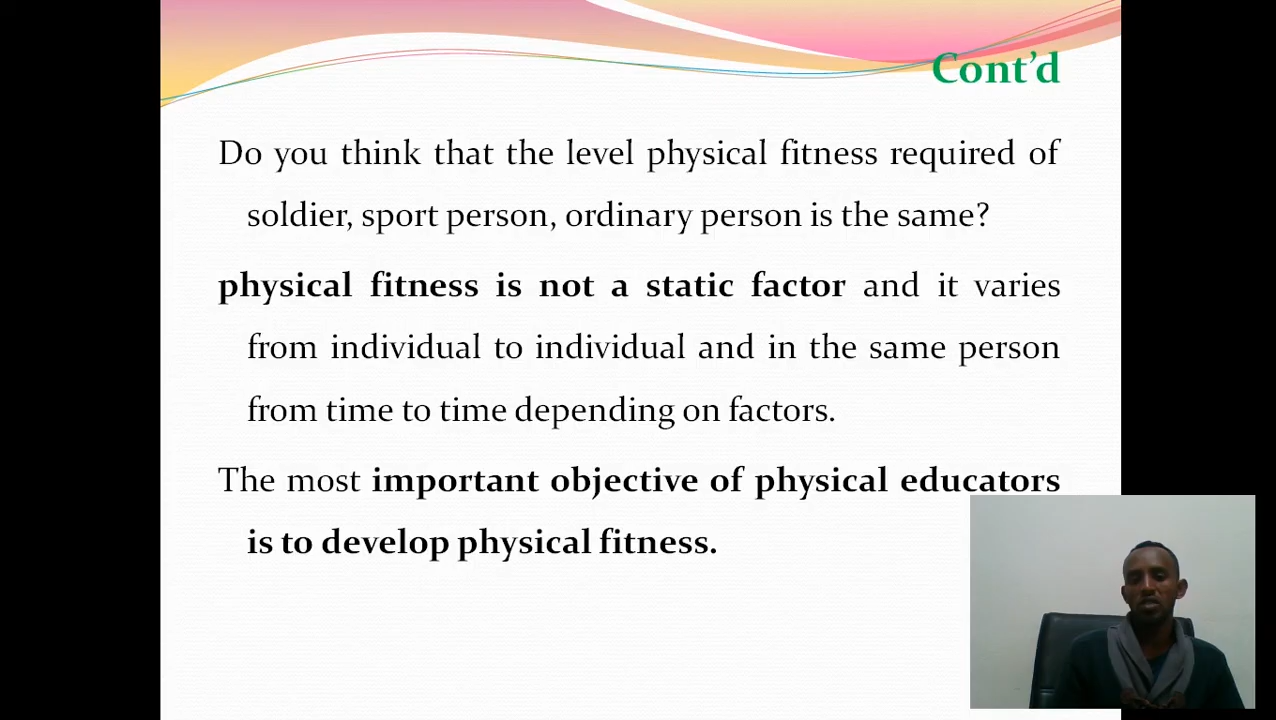 Cont’d
Do you think that the level physical fitness required of
soldier, sport person, ordinary person is the same?
physical fitness is not a static factor and it varies
from individual to individual and in the same person
from time to time depending on factors.
The most important objective of physical educators
is to develop physical fitness.